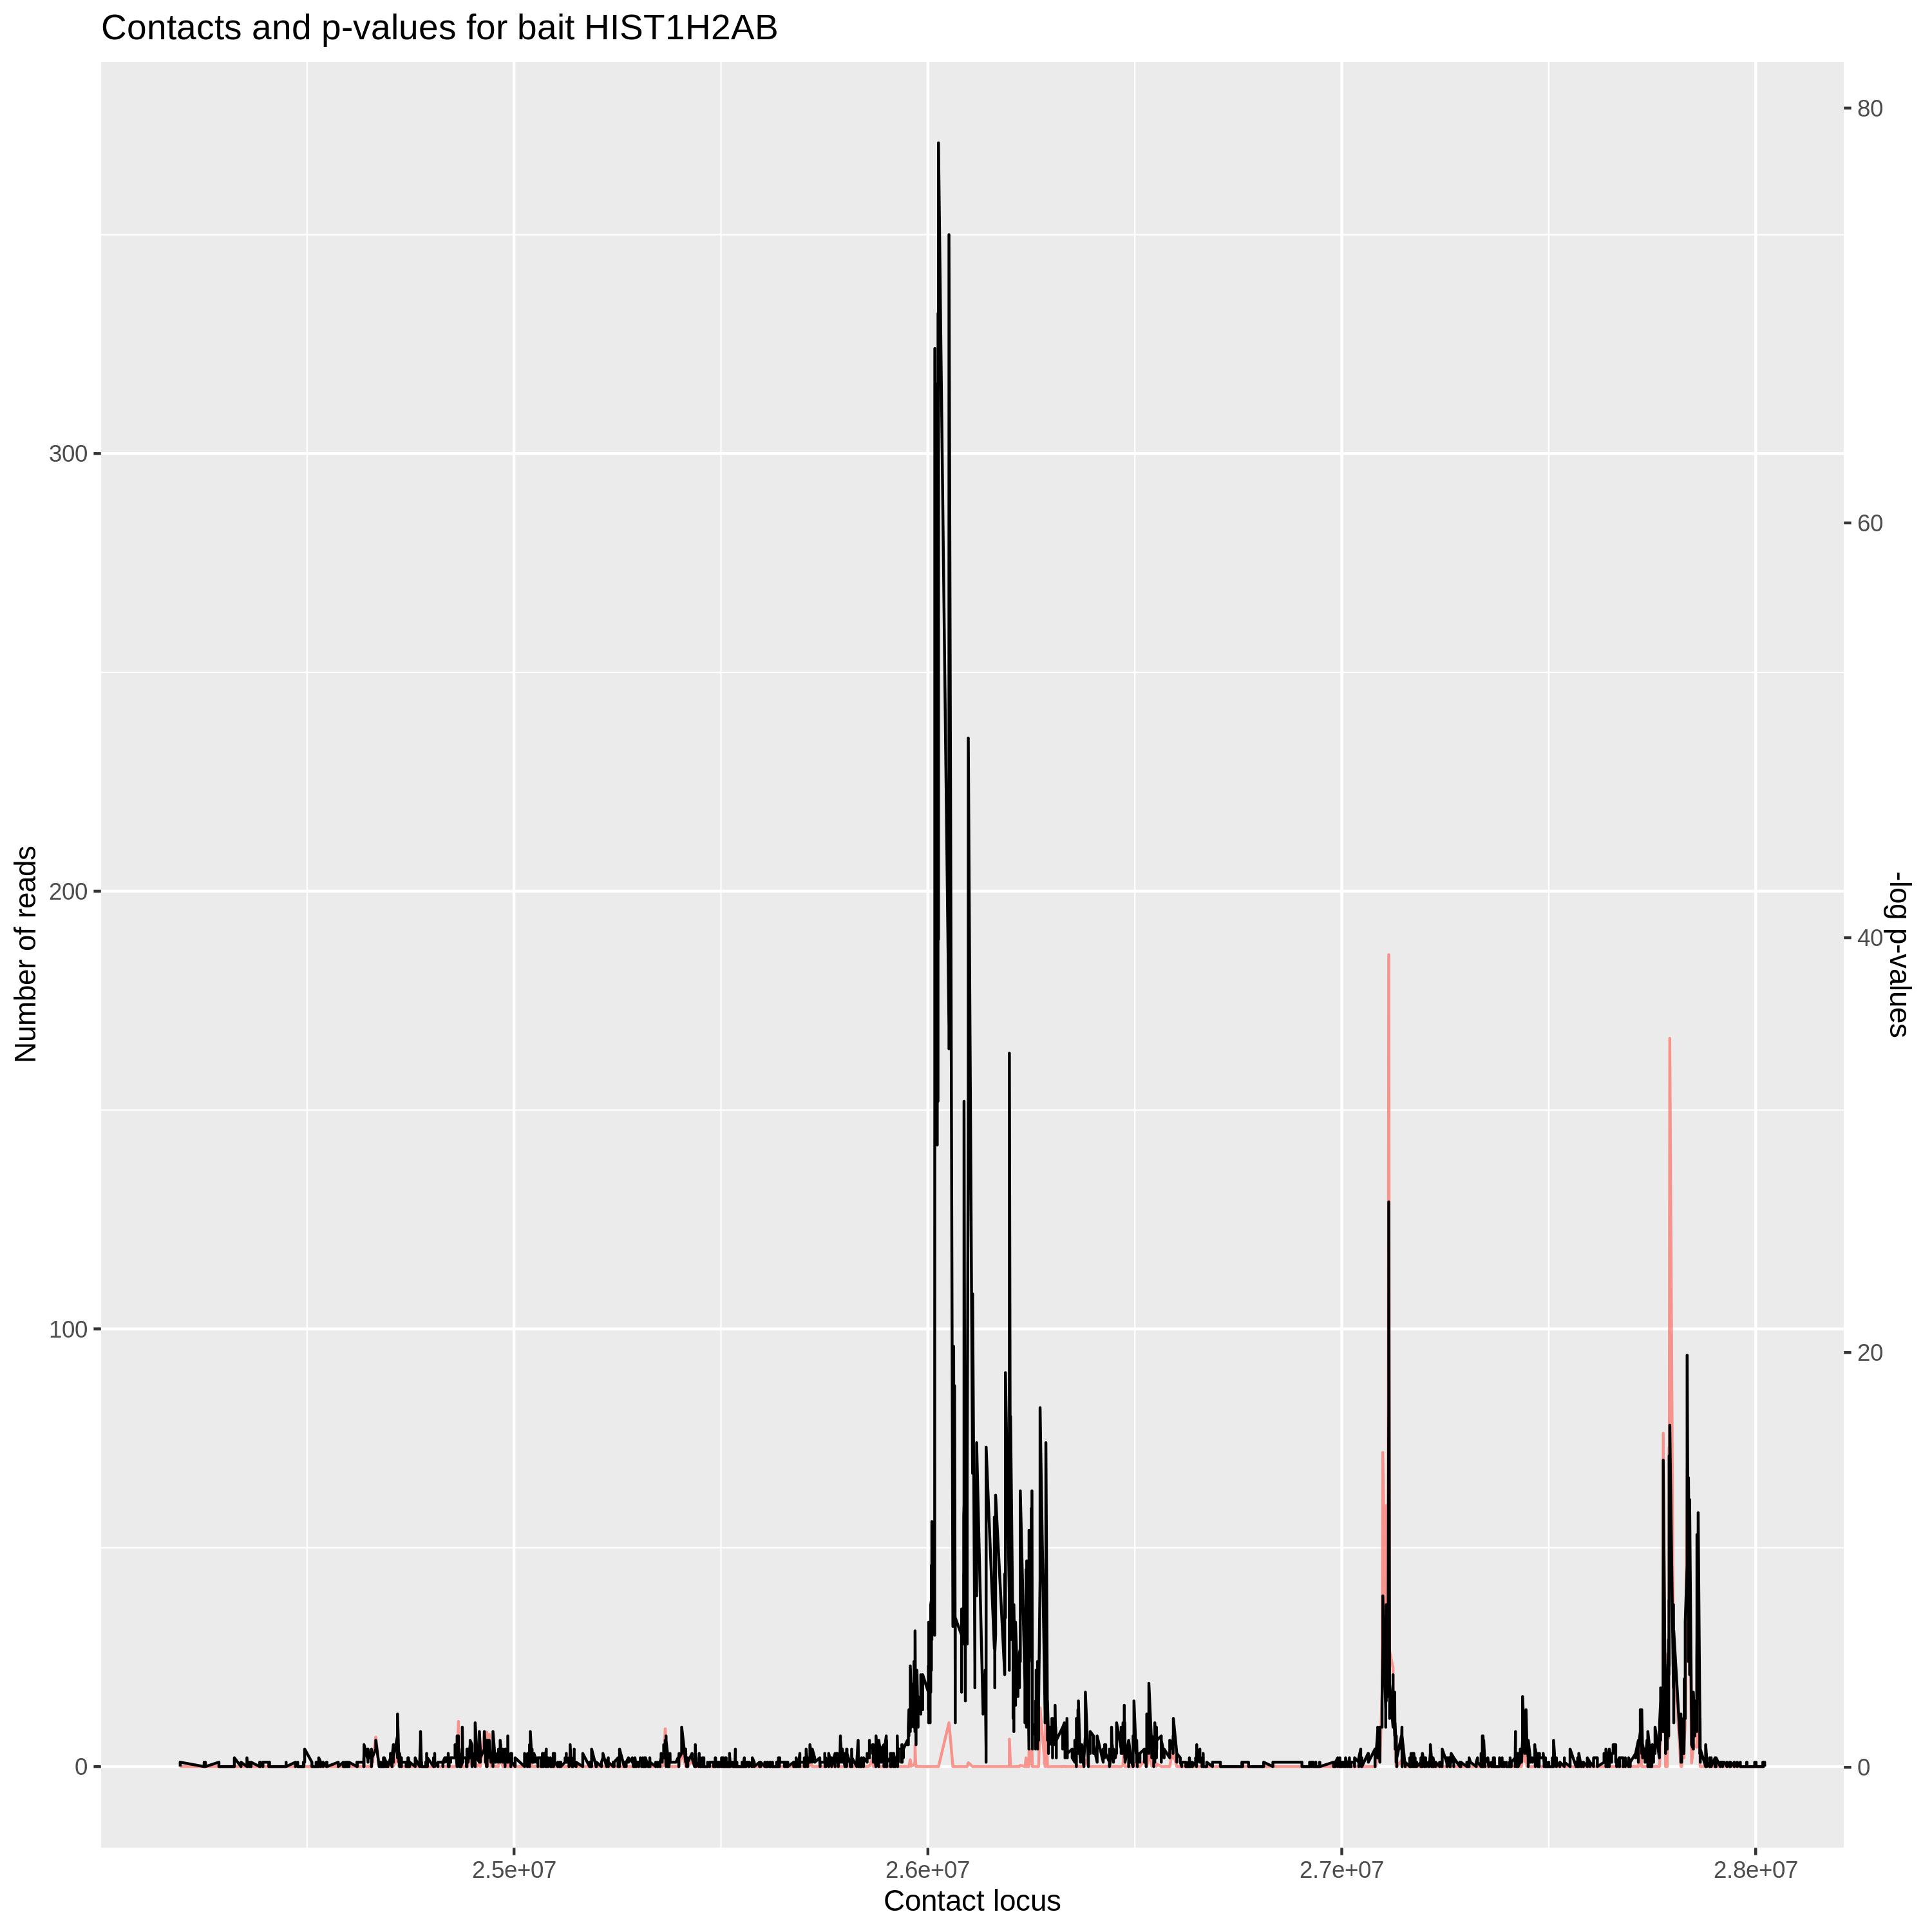 Contacts and p-values for bait HIST1H2AB
80
300
60
200
40
100
20
0
0
Number of reads
-log p-values
2.5e+07 2.6e+07 2.7e+07 2.8e+07
Contact locus